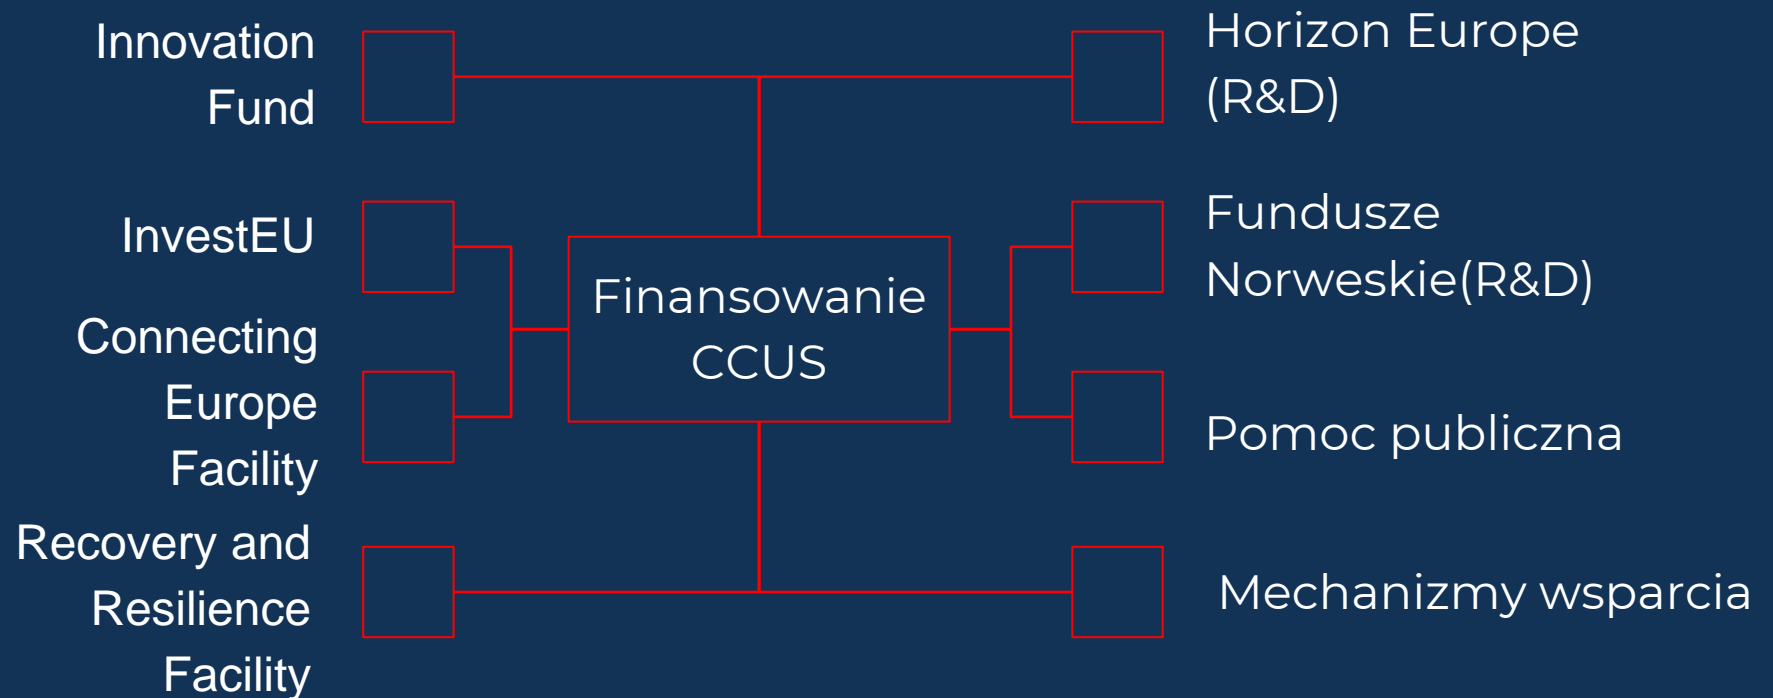 Innovation
Fund
InvestEU
Connecting
Europe
Facility
Recovery and
Resilience
Facility
Finansowanie
CCUS
Horizon Europe
(R&D)
Fundusze
Norweskie(R&D)
Pomoc publiczna
Mechanizmy wsparcia